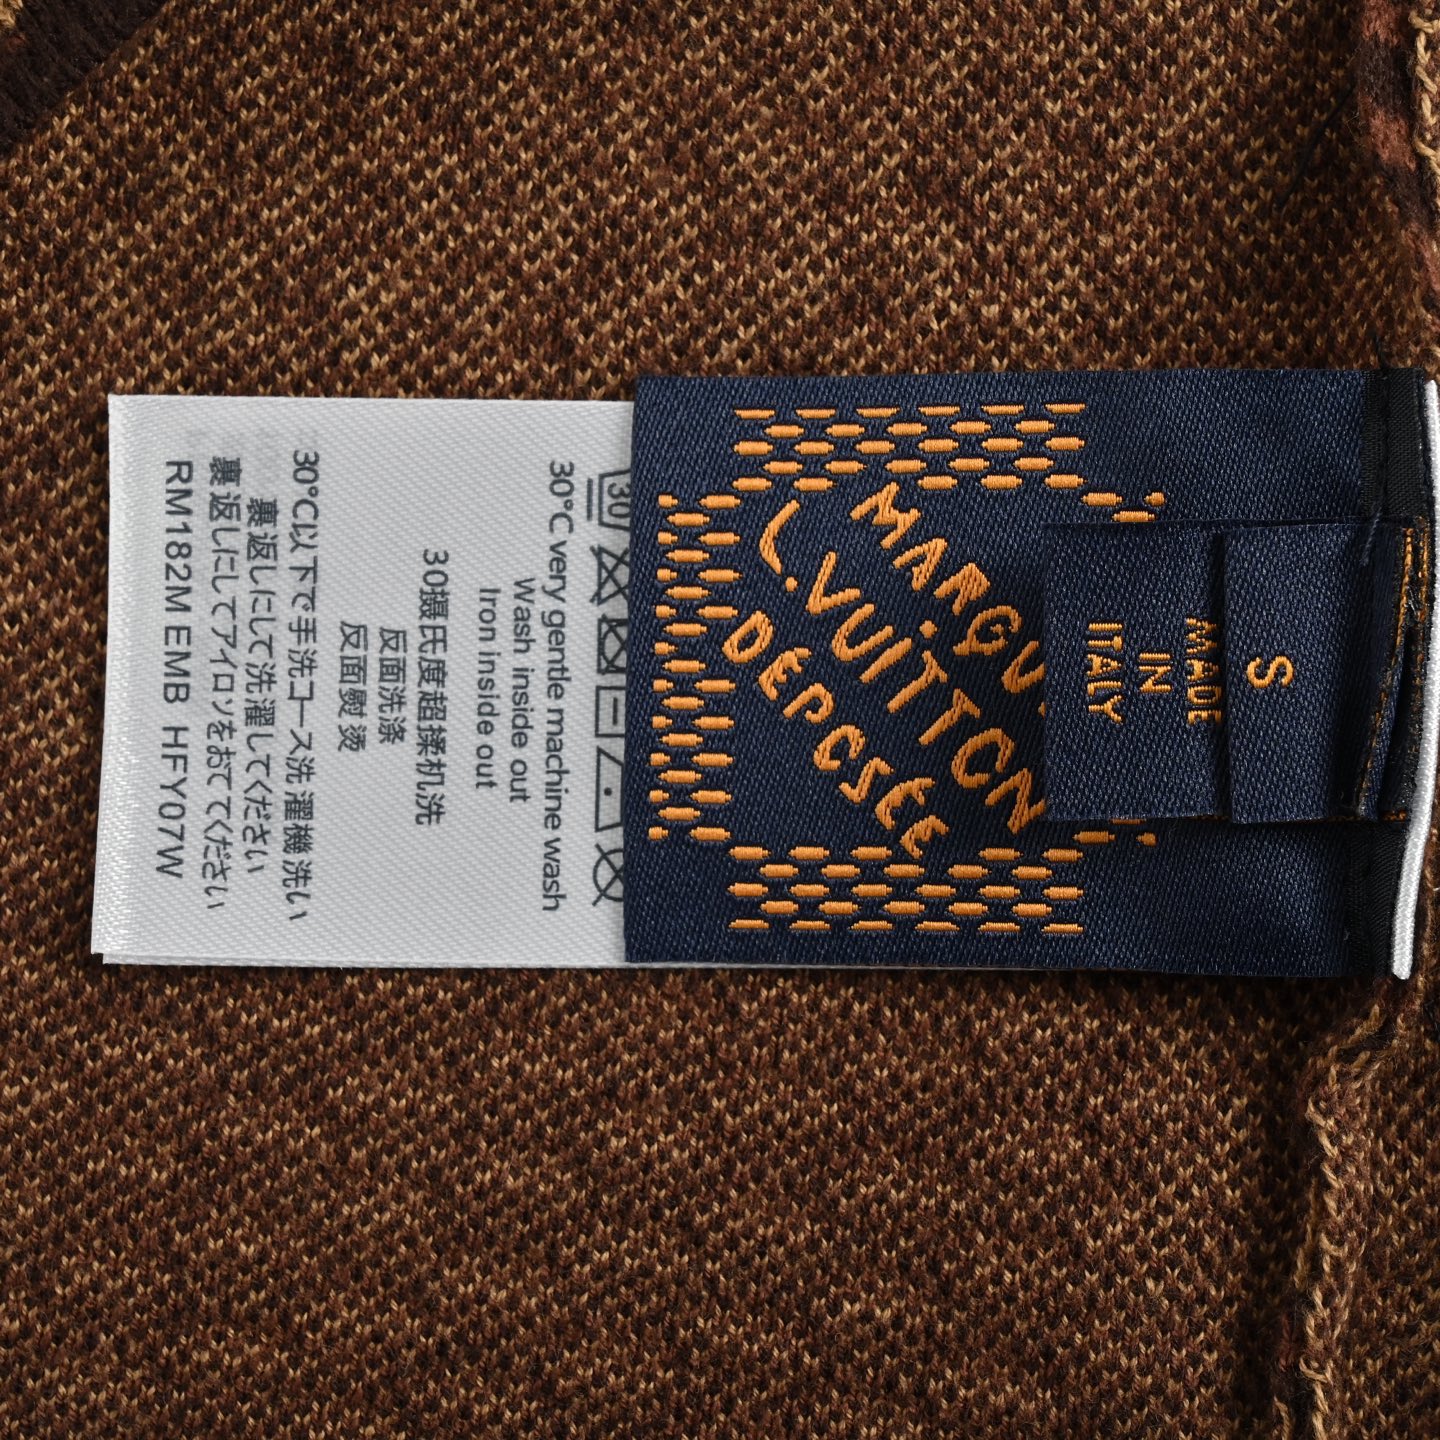 30
30°C very gentle machine wash
Wash inside out
Iron inside out
30摄氏度超揉机洗
反面洗涤
反面熨烫
30°C以下で手洗コース洗濯機洗い
裏返しにして洗濯してください
裏返しにしてアイロンをおててください
RM182M EMB HFY07W
MARQU
L.VUITTON
DEPOSEE
MADE
IN
ITALY
S